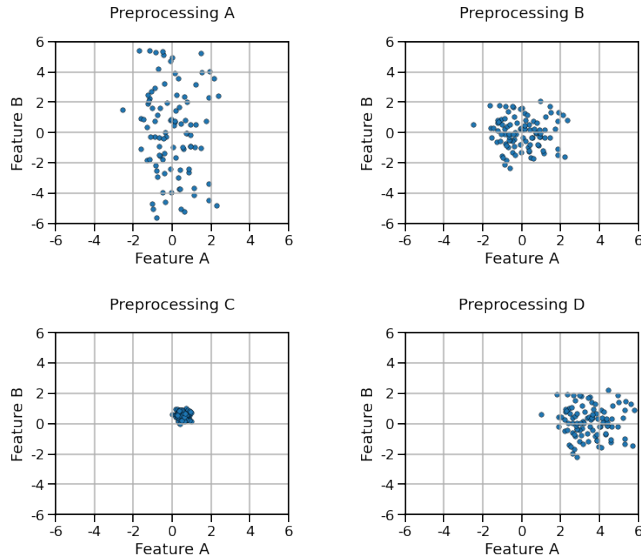 Preprocessing A
6
4
2
0
-2
-4
-6
Feature B
-6 -4 -2 0 2 4 6
Feature A
Preprocessing B
6
4
2
0
-2
-4
-6
Feature B
-6 -4 -2 0 2 4 6
Feature A
Preprocessing C
6
4
2
0
-2
-4
-6
Feature B
-6 -4 -2 0 2 4 6
Feature A
Preprocessing D
6
4
2
0
-2
-4
-6
Feature B
-6 -4 -2 0 2 4 6
Feature A